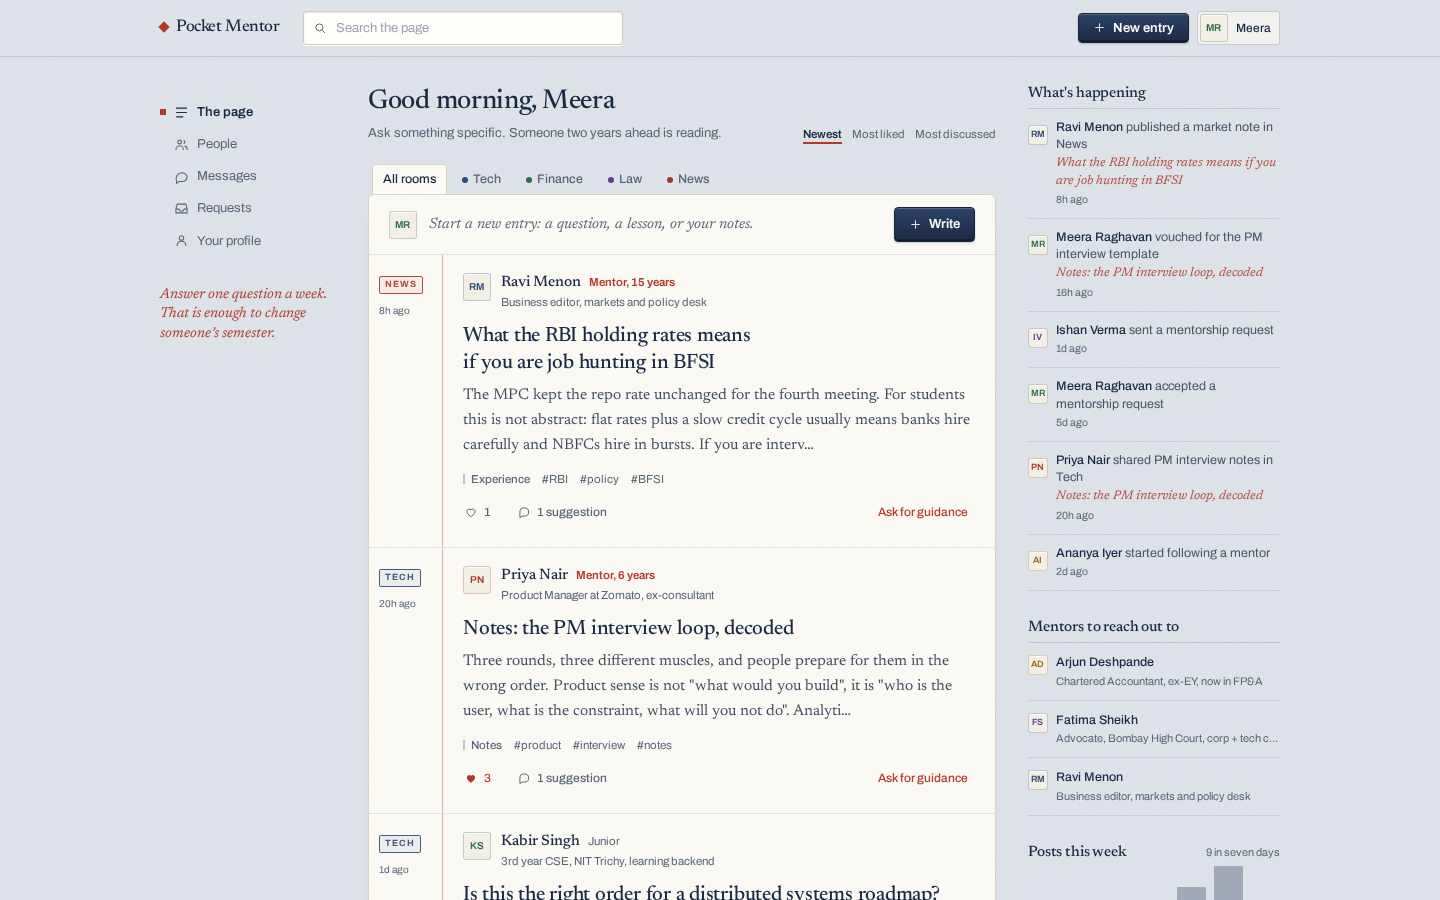 Pocket Mentor
Search the page
New entry
MR
Meera
The page
People
Messages
Requests
Your profile
Answer one question a week.
That is enough to change
someone's semester.
Good morning, Meera
Ask something specific. Someone two years ahead is reading.
Newest Most liked Most discussed
All rooms Tech Finance Law News
MR
Start a new entry: a question, a lesson, or your notes.
Write
NEWS
8h ago
RM
Ravi Menon Mentor, 15 years
Business editor, markets and policy desk
What the RBI holding rates means
if you are job hunting in BFSI
The MPC kept the repo rate unchanged for the fourth meeting. For students
this is not abstract: flat rates plus a slow credit cycle usually means banks hire
carefully and NBFCs hire in bursts. If you are interv...
Experience #RBI #policy #BFSI
1 1 suggestion Ask for guidance
TECH
20h ago
PN
Priya Nair Mentor, 6 years
Product Manager at Zomato, ex-consultant
Notes: the PM interview loop, decoded
Three rounds, three different muscles, and people prepare for them in the
wrong order. Product sense is not "what would you build", it is "who is the
user, what is the constraint, what will you not do". Analyti...
Notes #product #interview #notes
3 1 suggestion Ask for guidance
TECH
1d ago
KS
Kabir Singh Junior
3rd year CSE, NIT Trichy, learning backend
Is this the right order for a distributed systems roadmap?
What's happening
RM
Ravi Menon published a market note in
News
What the RBI holding rates means if you
are job hunting in BFSI
8h ago
MR
Meera Raghavan vouched for the PM
interview template
Notes: the PM interview loop, decoded
16h ago
IV
Ishan Verma sent a mentorship request
1d ago
MR
Meera Raghavan accepted a
mentorship request
5d ago
PN
Priya Nair shared PM interview notes in
Tech
Notes: the PM interview loop, decoded
20h ago
AI
Ananya Iyer started following a mentor
2d ago
Mentors to reach out to
AD
Arjun Deshpande
Chartered Accountant, ex-EY, now in FP&A
FS
Fatima Sheikh
Advocate, Bombay High Court, corp + tech c...
RM
Ravi Menon
Business editor, markets and policy desk
Posts this week 9 in seven days